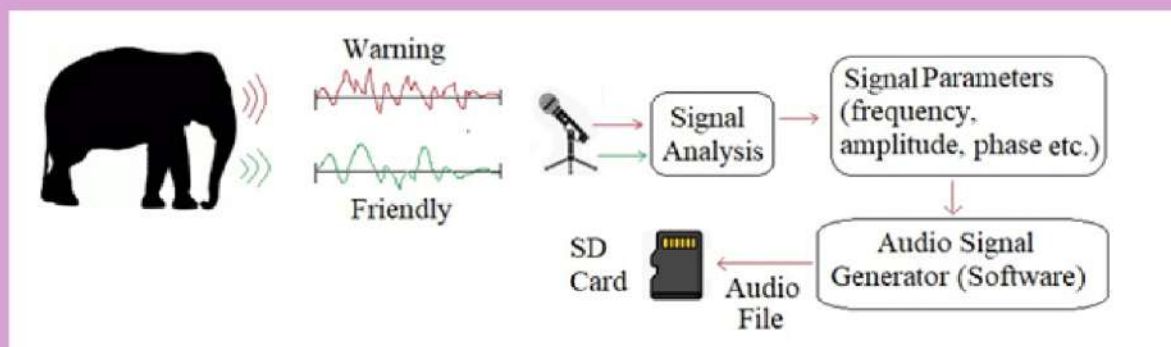 Warning
Friendly
Signal
Analysis
Signal Parameters
(frequency,
amplitude, phase etc.)
Audio Signal
Generator (Software)
Audio
File
SD
Card